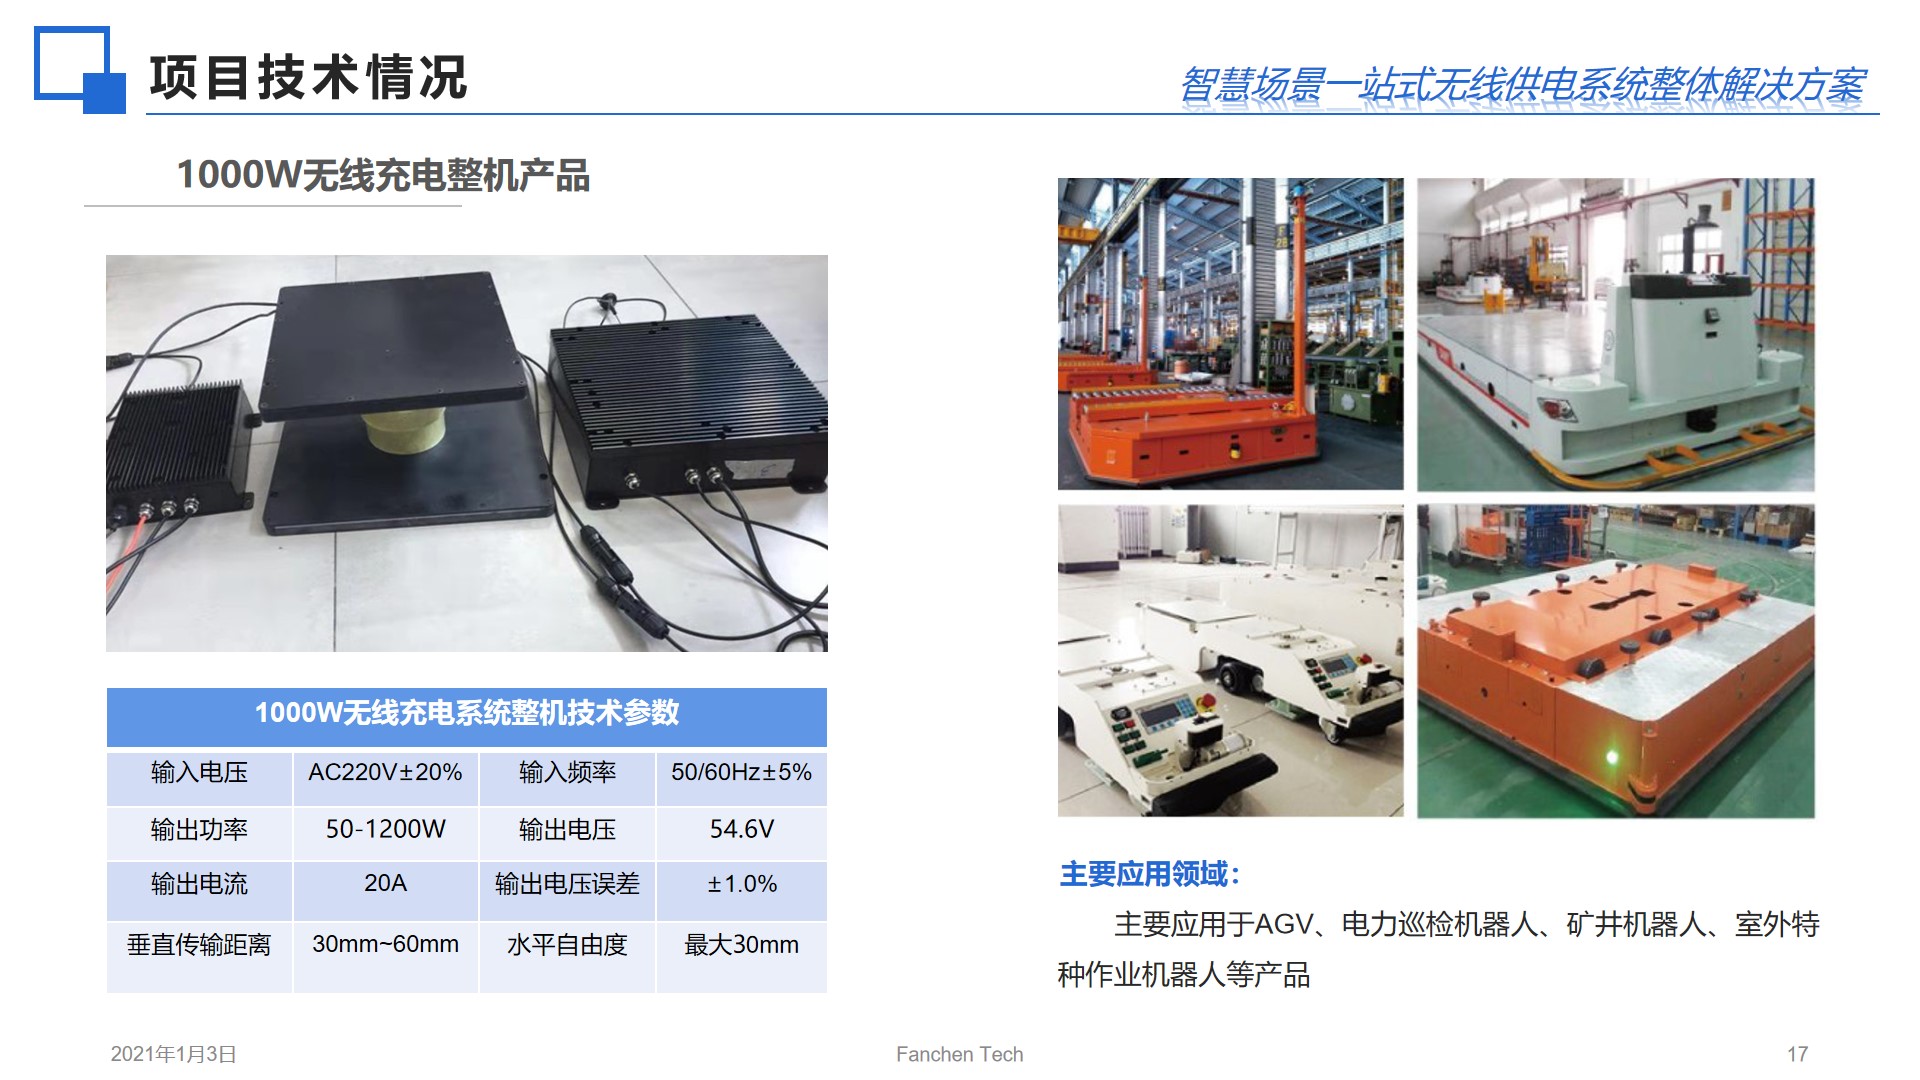 项目技术情况
智慧场景一站式无线供电系统整体解决方案
1000W无线充电整机产品
1000W无线充电系统整机技术参数
输入电压 AC220V±20% 输入频率 50/60Hz±5%
输出功率 50-1200W 输出电压 54.6V
输出电流 20A 输出电压误差 ±1.0%
垂直传输距离 30mm~60mm 水平自由度 最大30mm
主要应用领域：
主要应用于AGV、电力巡检机器人、矿井机器人、室外特
种作业机器人等产品
2021年1月3日
Fanchen Tech
17